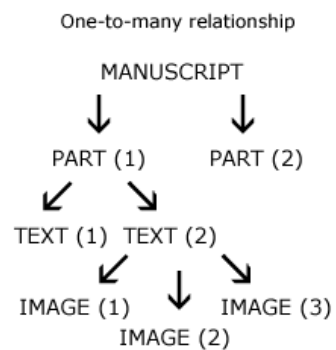 One-to-many relationship
MANUSCRIPT
PART (1) PART (2)
TEXT (1) TEXT (2)
IMAGE (1) IMAGE (3)
IMAGE (2)